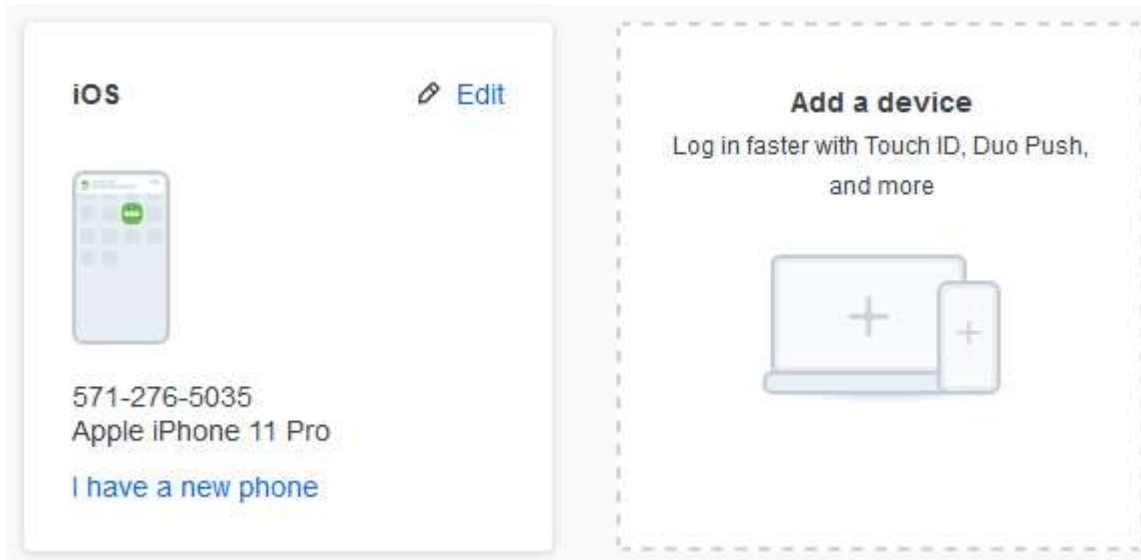 iOS
Edit
571-276-5035
Apple iPhone 11 Pro
I have a new phone
Add a device
Log in faster with Touch ID, Duo Push,
and more